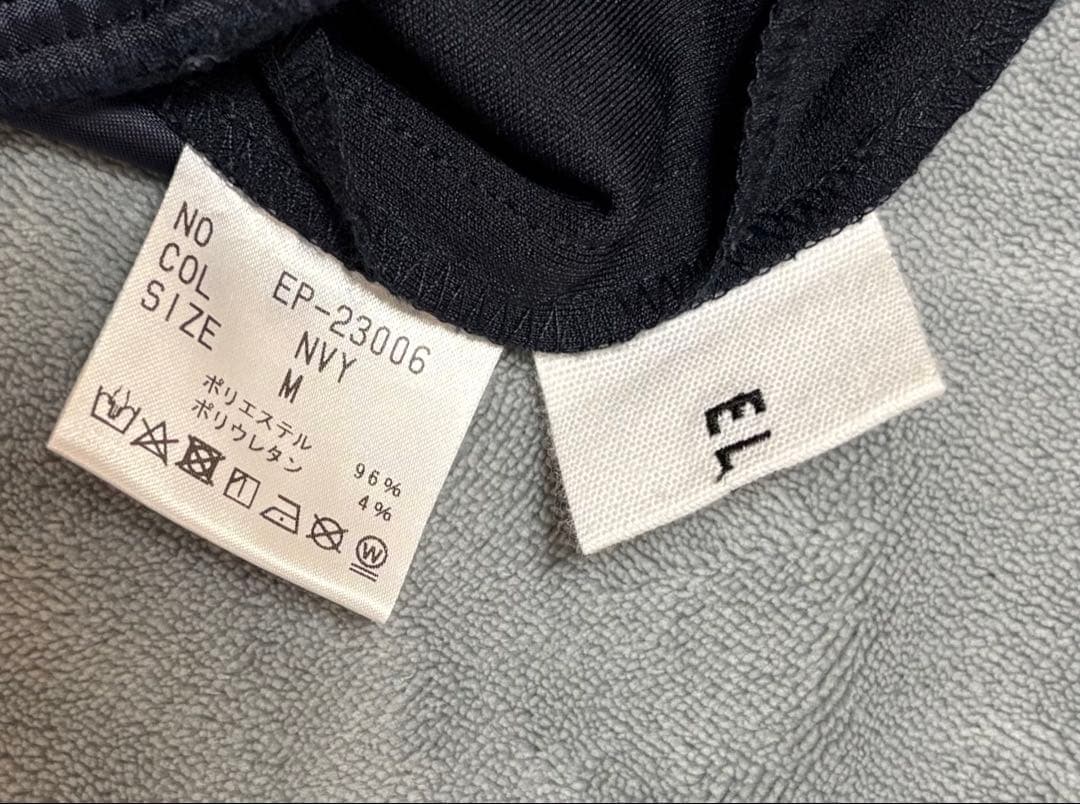 NO EP-23006
COL NVY
SIZE M
ポリエステル 96%
ポリウレタン 4%
W
EL